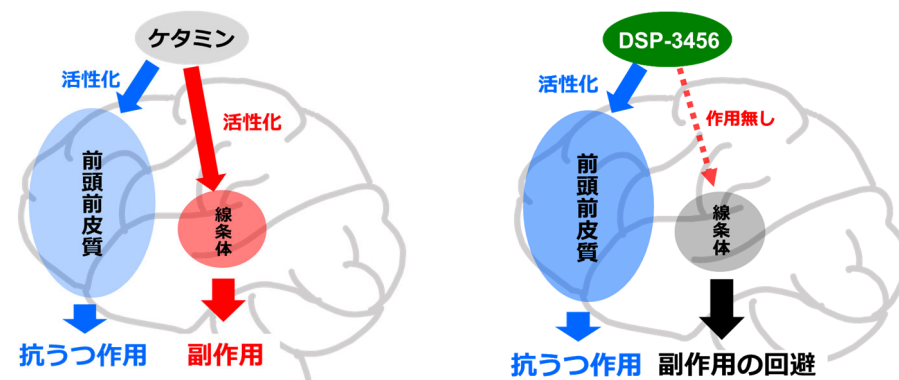 ケタミン
活性化
活性化
前頭前皮質
線条体
抗うつ作用
副作用
DSP-3456
活性化
作用無し
前頭前皮質
線条体
抗うつ作用
副作用の回避